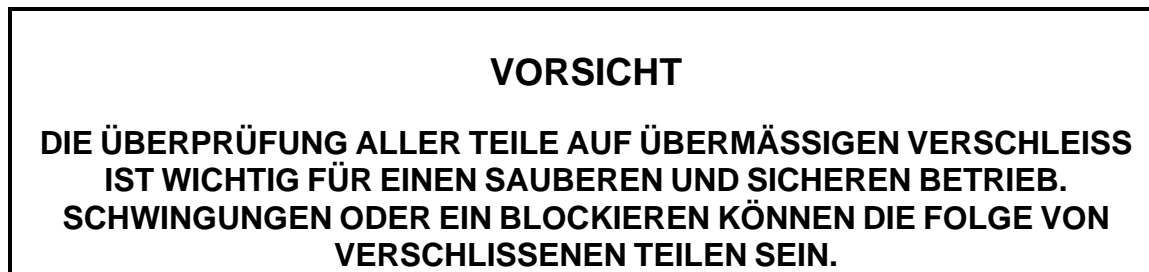 VORSICHT
DIE ÜBERPRÜFUNG ALLER TEILE AUF ÜBERMÄSSIGEN VERSCHLEISS
IST WICHTIG FÜR EINEN SAUBEREN UND SICHEREN BETRIEB.
SCHWINGUNGEN ODER EIN BLOCKIEREN KÖNNEN DIE FOLGE VON
VERSCHLISSENEN TEILEN SEIN.